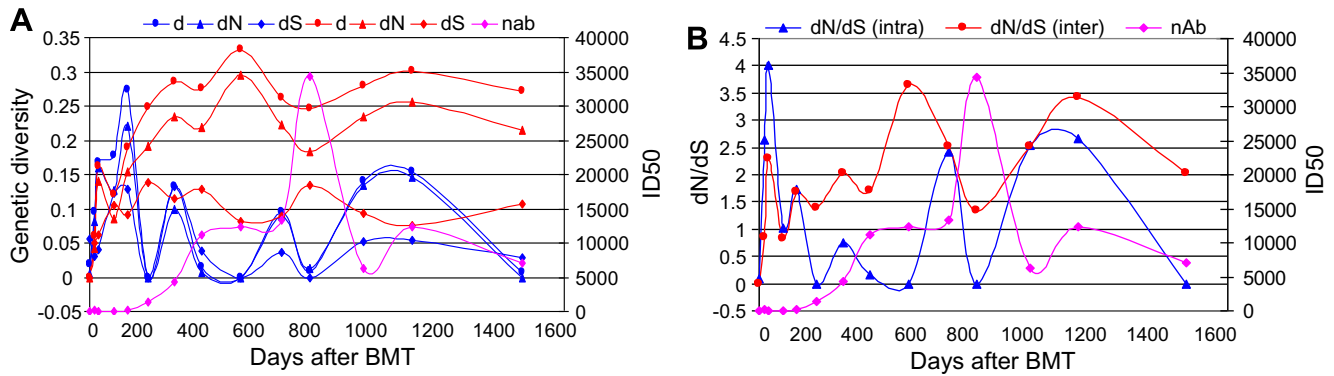 A
d dN dS d dN dS nab
0.35 40000
0.3 35000
0.25 30000
0.2 25000
0.15 20000
0.1 15000
0.05 10000
0 5000
-0.05 0
Genetic diversity
ID50
0 200 400 600 800 1000 1200 1400 1600
Days after BMT
B
dN/dS (intra) dN/dS (inter) nAb
4.5 40000
4 35000
3.5 30000
3 25000
2.5
2 20000
1.5 15000
1 10000
0.5
0 5000
-0.5 0
dN/dS
ID50
0 200 400 600 800 1000 1200 1400 1600
Days after BMT